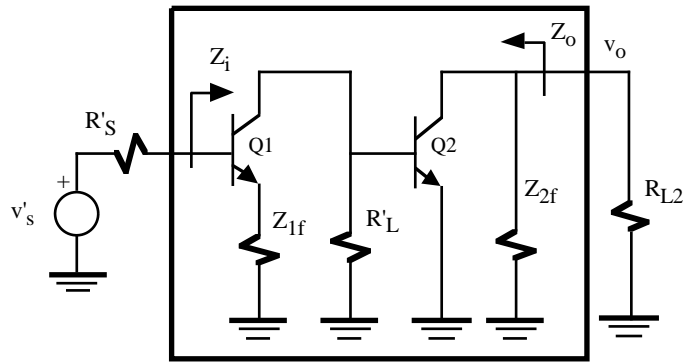 Z_o
v_o
Z_i
R'_S
Q1
Q2
+
v'_s
Z_1f
R'_L
Z_2f
R_L2